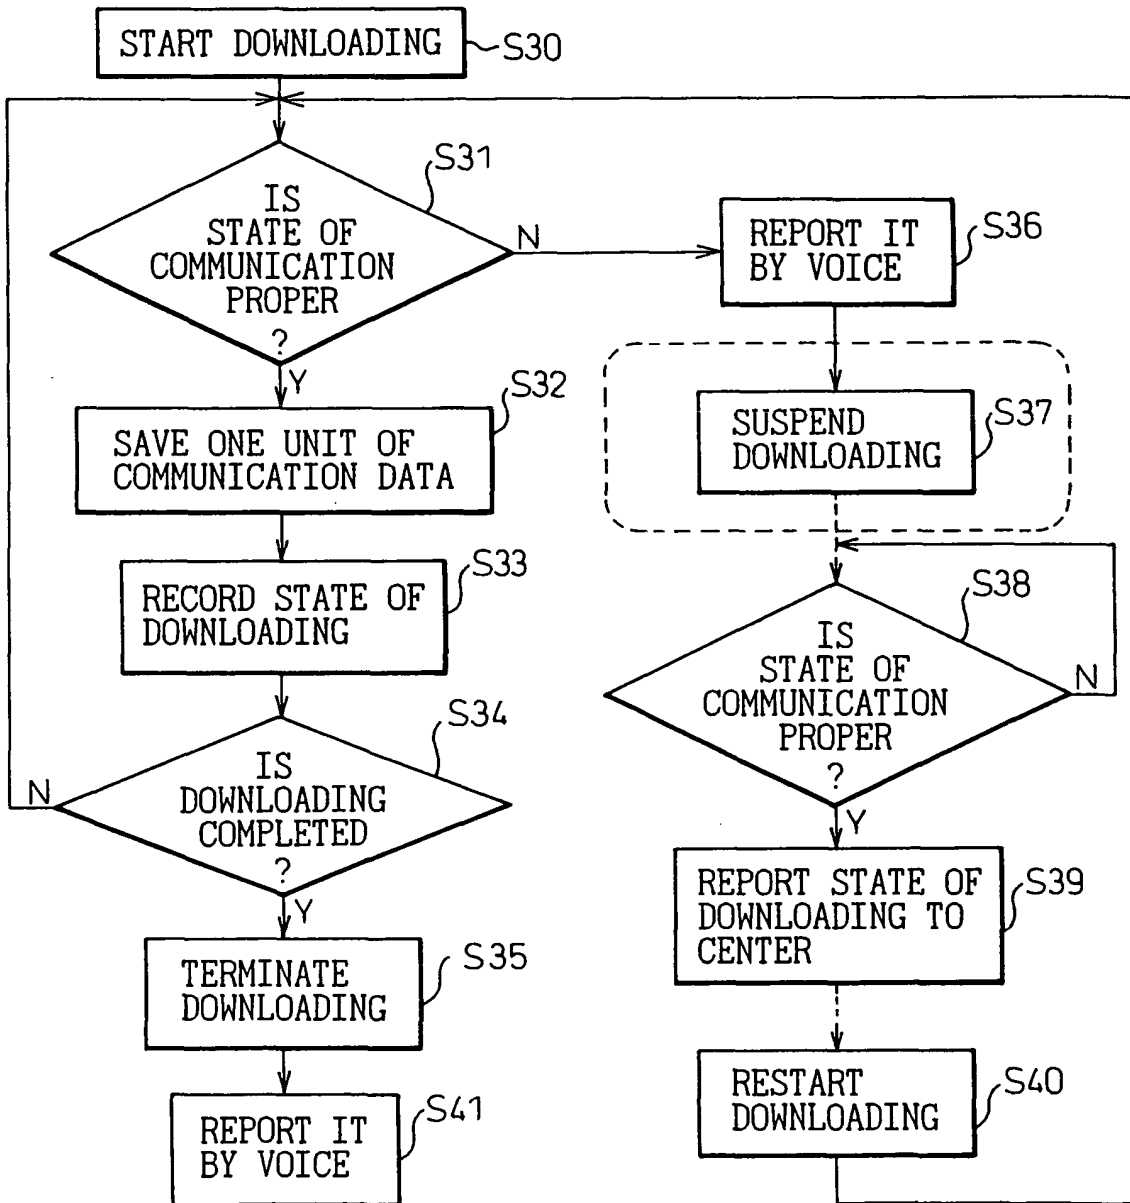 START DOWNLOADING
S30
IS
STATE OF
COMMUNICATION
PROPER
?
S31
N
Y
SAVE ONE UNIT OF
COMMUNICATION DATA
S32
RECORD STATE OF
DOWNLOADING
S33
IS
DOWNLOADING
COMPLETED
?
S34
N
Y
TERMINATE
DOWNLOADING
S35
REPORT IT
BY VOICE
S41
REPORT IT
BY VOICE
S36
SUSPEND
DOWNLOADING
S37
IS
STATE OF
COMMUNICATION
PROPER
?
S38
N
Y
REPORT STATE OF
DOWNLOADING TO
CENTER
S39
RESTART
DOWNLOADING
S40